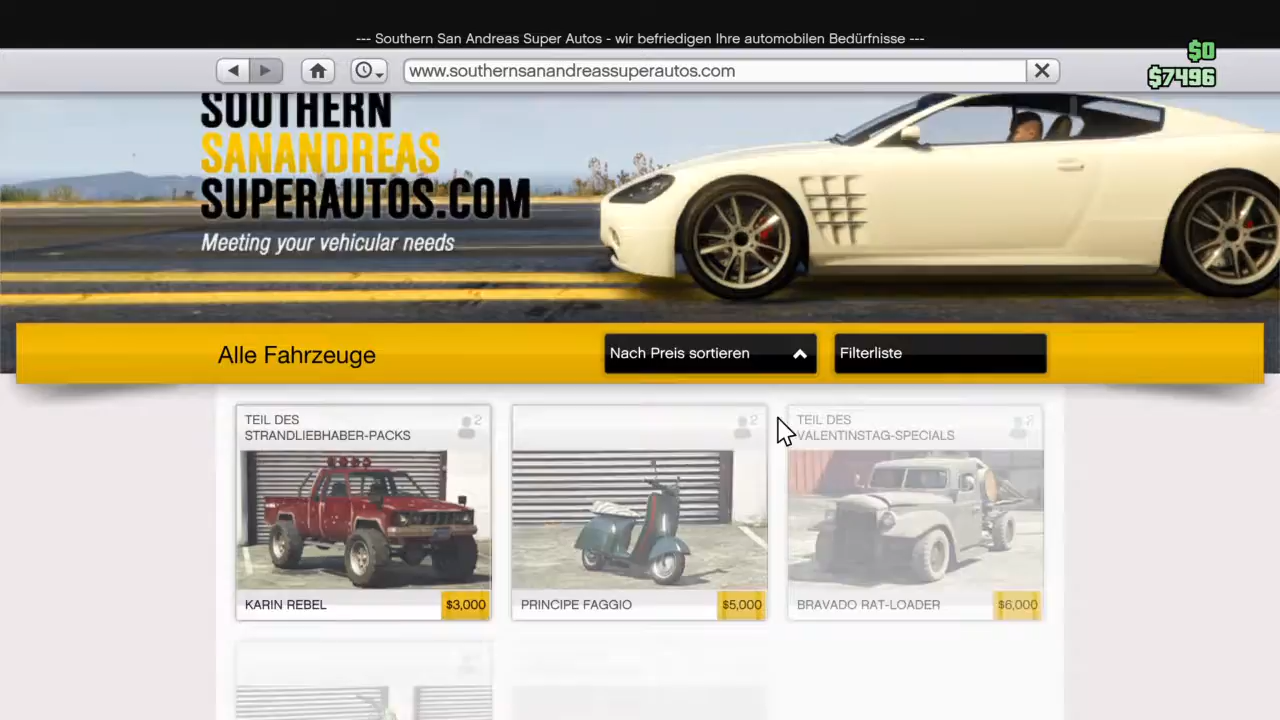 --- Southern San Andreas Super Autos - wir befriedigen Ihre automobilen Bedürfnisse ---
$0
www.southernsanandreassuperautos.com
$7496
SOUTHERN
SANANDREAS
SUPERAUTOS.COM
Meeting your vehicular needs
Alle Fahrzeuge
Nach Preis sortieren
Filterliste
TEIL DES
STRANDLIEBHABER-PACKS
2
2
TEIL DES
VALENTINSTAG-SPECIALS
2
KARIN REBEL
$3,000
PRINCIPE FAGGIO
$5,000
BRAVADO RAT-LOADER
$6,000